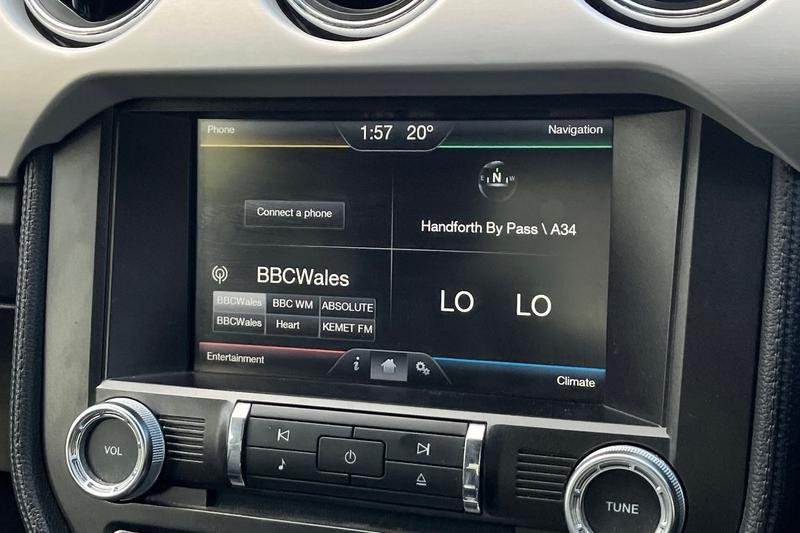 Phone
1:57 20°
Navigation
E N W
Connect a phone
Handforth By Pass \ A34
BBCWales
BBCWales BBC WM ABSOLUTE
BBCWales Heart KEMET FM
LO LO
Entertainment
i
Climate
VOL
TUNE